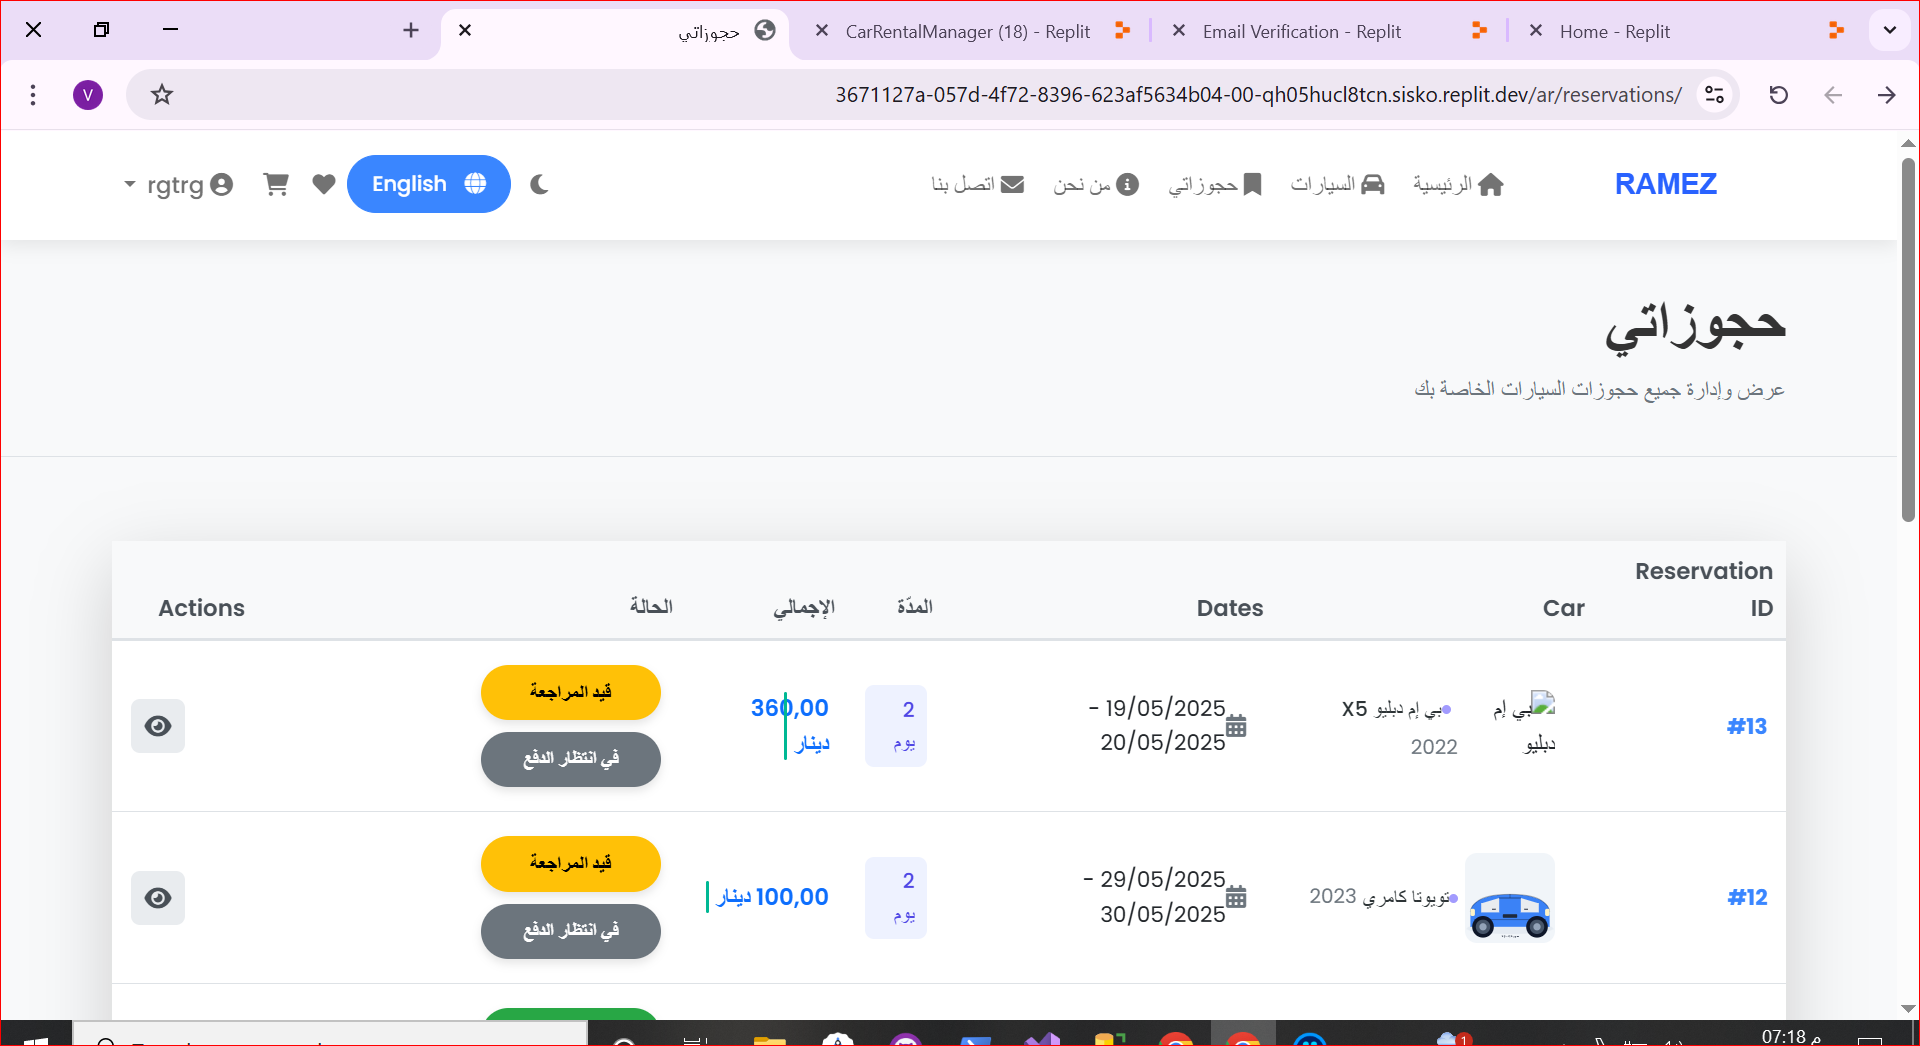 حجوزاتي
CarRentalManager (18) - Replit
Email Verification - Replit
Home - Replit
V
3671127a-057d-4f72-8396-623af5634b04-00-qh05hucl8tcn.sisko.replit.dev/ar/reservations/
RAMEZ
الرئيسية
السيارات
حجوزاتي
من نحن
اتصل بنا
English
rgtrg
حجوزاتي
عرض وإدارة جميع حجوزات السيارات الخاصة بك
Reservation ID
Car
Dates
المدّة
الإجمالي
الحالة
Actions
#13
بي إم
دبليو
بي إم دبليو X5
2022
19/05/2025 -
20/05/2025
2
يوم
360,00
دينار
قيد المراجعة
في انتظار الدفع
#12
تويوتا كامري 2023
29/05/2025 -
30/05/2025
2
يوم
100,00 دينار
قيد المراجعة
في انتظار الدفع
1
07:18 م